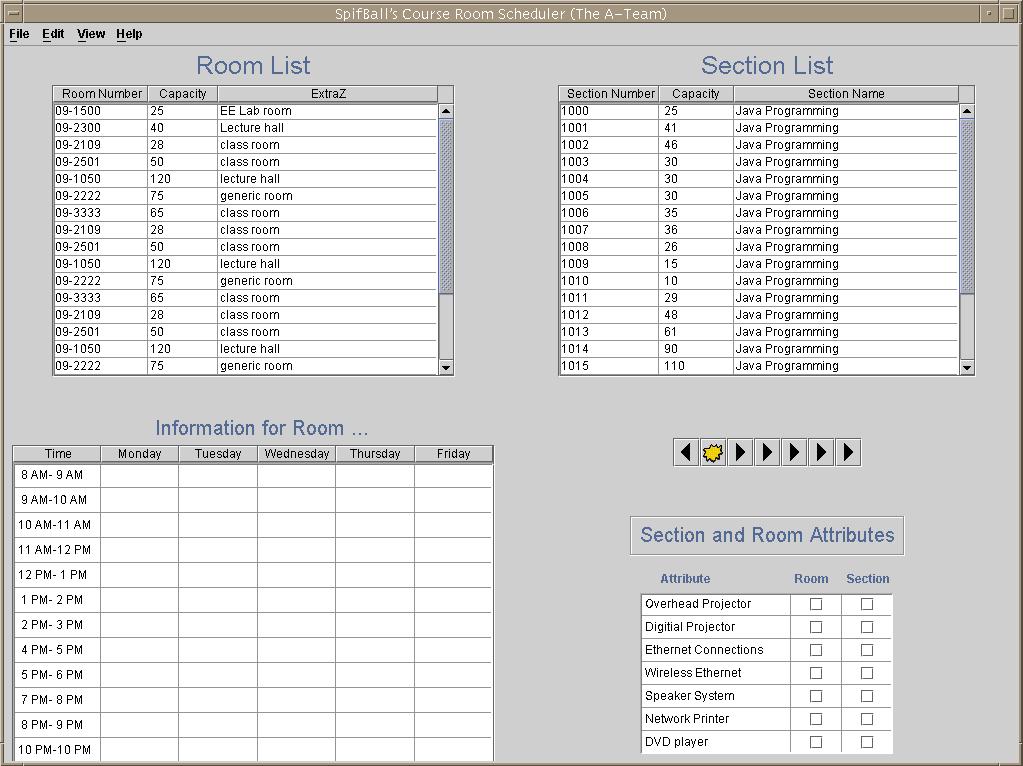 SpifBall's Course Room Scheduler (The A-Team)
File Edit View Help
Room List
Room Number Capacity ExtraZ
09-1500 25 EE Lab room
09-2300 40 Lecture hall
09-2109 28 class room
09-2501 50 class room
09-1050 120 lecture hall
09-2222 75 generic room
09-3333 65 class room
09-2109 28 class room
09-2501 50 class room
09-1050 120 lecture hall
09-2222 75 generic room
09-3333 65 class room
09-2109 28 class room
09-2501 50 class room
09-1050 120 lecture hall
09-2222 75 generic room
Section List
Section Number Capacity Section Name
1000 25 Java Programming
1001 41 Java Programming
1002 46 Java Programming
1003 30 Java Programming
1004 30 Java Programming
1005 30 Java Programming
1006 35 Java Programming
1007 36 Java Programming
1008 26 Java Programming
1009 15 Java Programming
1010 10 Java Programming
1011 29 Java Programming
1012 48 Java Programming
1013 61 Java Programming
1014 90 Java Programming
1015 110 Java Programming
Information for Room ...
Time Monday Tuesday Wednesday Thursday Friday
8 AM- 9 AM
9 AM-10 AM
10 AM-11 AM
11 AM-12 PM
12 PM- 1 PM
1 PM- 2 PM
2 PM- 3 PM
4 PM- 5 PM
5 PM- 6 PM
7 PM- 8 PM
8 PM- 9 PM
10 PM-10 PM
Section and Room Attributes
Attribute Room Section
Overhead Projector
Digitial Projector
Ethernet Connections
Wireless Ethernet
Speaker System
Network Printer
DVD player